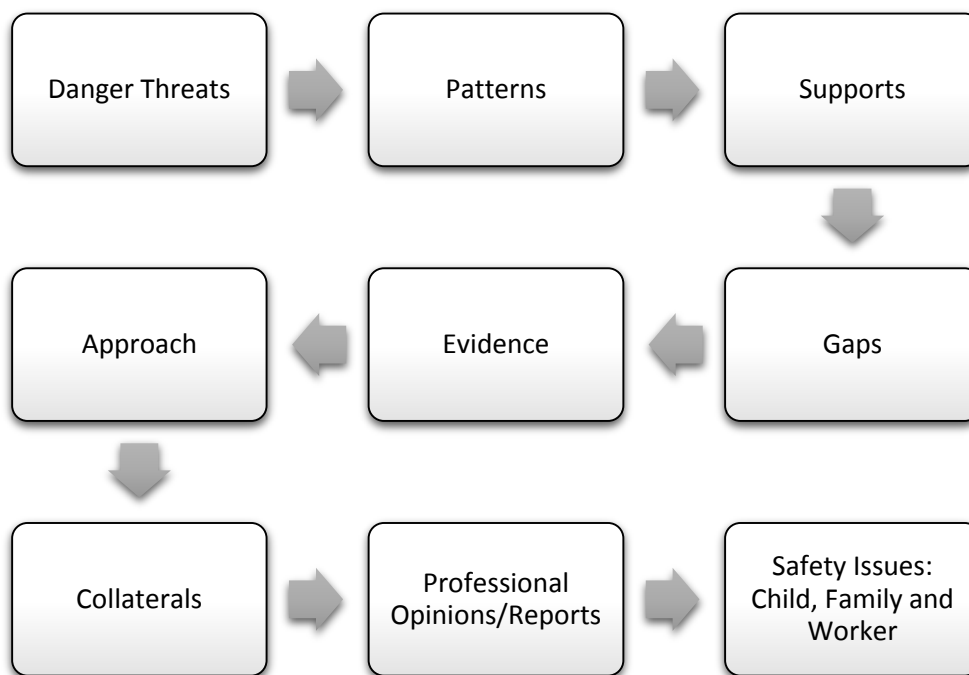 Danger Threats
Patterns
Supports
Gaps
Evidence
Approach
Collaterals
Professional
Opinions/Reports
Safety Issues:
Child, Family and
Worker